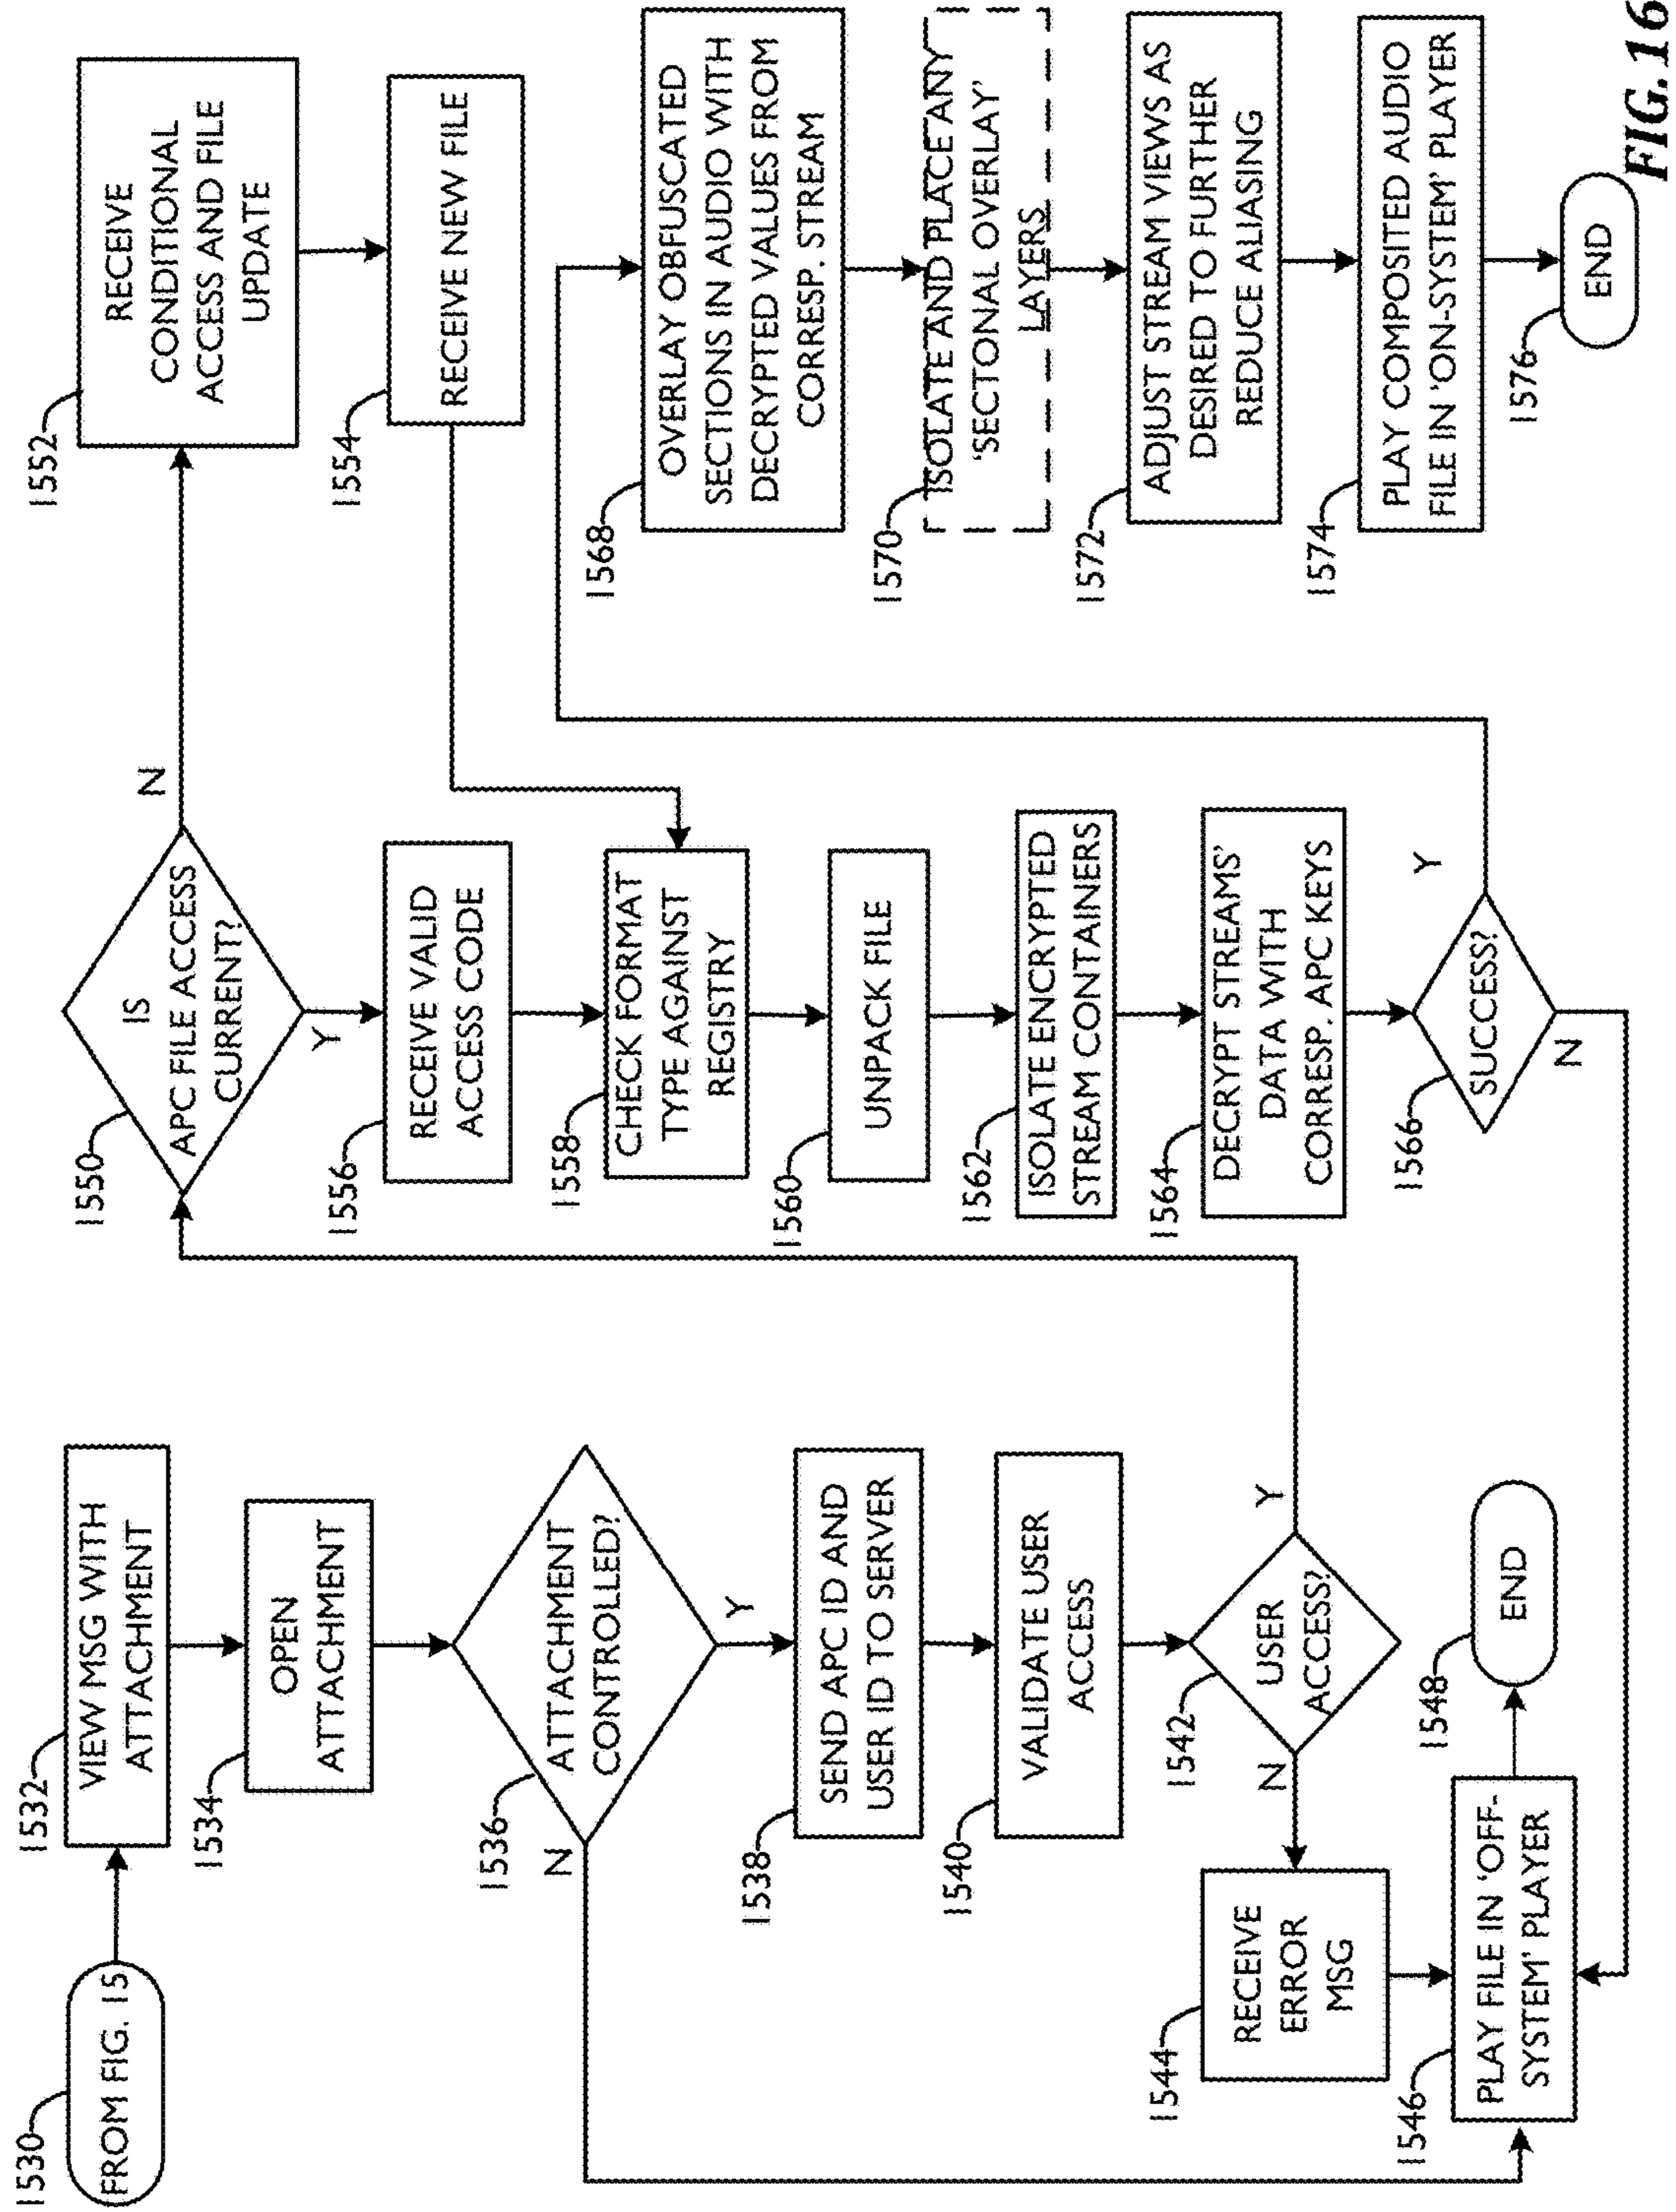 1530
FROM FIG. 15
1532
VIEW MSG WITH
ATTACHMENT
1534
OPEN
ATTACHMENT
1536
ATTACHMENT
CONTROLLED?
N
Y
1538
SEND APC ID AND
USER ID TO SERVER
1540
VALIDATE USER
ACCESS
1542
USER
ACCESS?
N
Y
1544
RECEIVE
ERROR
MSG
1546
PLAY FILE IN ‘OFF-
SYSTEM’ PLAYER
1548
END
1550
IS
APC FILE ACCESS
CURRENT?
N
Y
1552
RECEIVE
CONDITIONAL
ACCESS AND FILE
UPDATE
1554
RECEIVE NEW FILE
1556
RECEIVE VALID
ACCESS CODE
1558
CHECK FORMAT
TYPE AGAINST
REGISTRY
1560
UNPACK FILE
1562
ISOLATE ENCRYPTED
STREAM CONTAINERS
1564
DECRYPT STREAMS’
DATA WITH
CORRESP. APC KEYS
1566
SUCCESS?
Y
N
1568
OVERLAY OBFUSCATED
SECTIONS IN AUDIO WITH
DECRYPTED VALUES FROM
CORRESP. STREAM
1570
ISOLATE AND PLACE ANY
‘SECTONAL OVERLAY’
LAYERS
1572
ADJUST STREAM VIEWS AS
DESIRED TO FURTHER
REDUCE ALIASING
1574
PLAY COMPOSITED AUDIO
FILE IN ‘ON-SYSTEM’ PLAYER
1576
END
FIG. 16